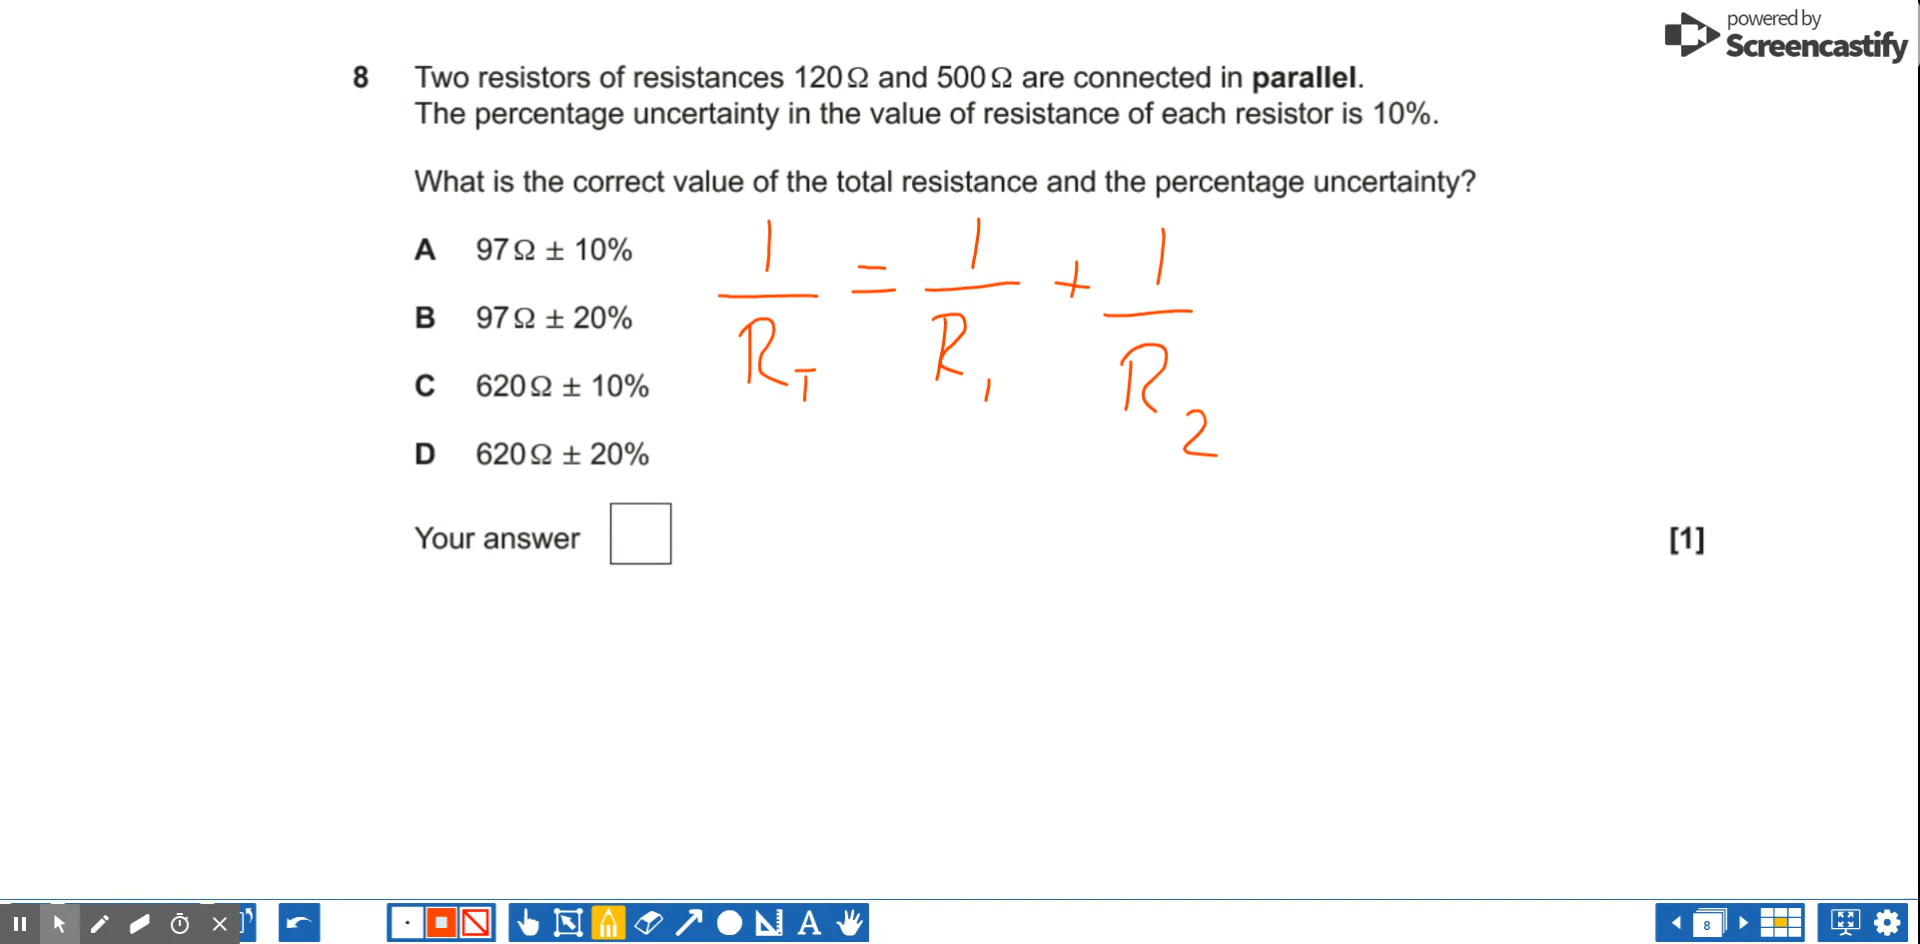 powered by
Screencastify
8 Two resistors of resistances 120 Ω and 500 Ω are connected in parallel.
The percentage uncertainty in the value of resistance of each resistor is 10%.
What is the correct value of the total resistance and the percentage uncertainty?
A 97 Ω ± 10%
B 97 Ω ± 20%
C 620 Ω ± 10%
D 620 Ω ± 20%
1/R_T = 1/R_1 + 1/R_2
Your answer
[1]
A
8